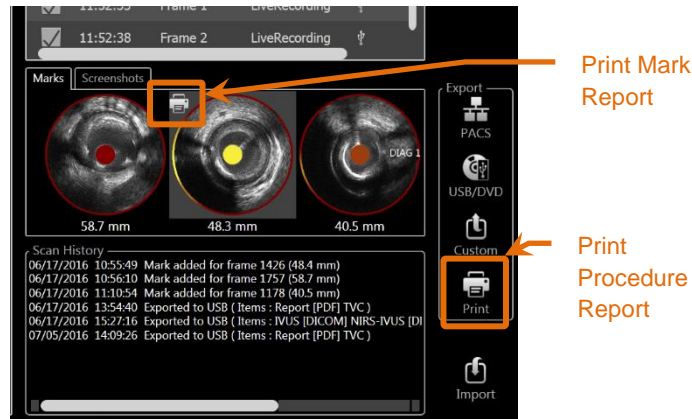 11:52:53 Frame 1 LiveRecording
11:52:38 Frame 2 LiveRecording
Marks Screenshots
DIAG 1
58.7 mm 48.3 mm 40.5 mm
Scan History
06/17/2016 10:55:49 Mark added for frame 1426 (48.4 mm)
06/17/2016 10:56:10 Mark added for frame 1757 (58.7 mm)
06/17/2016 11:10:54 Mark added for frame 1178 (40.5 mm)
06/17/2016 13:54:40 Exported to USB ( Items : Report [PDF] TVC )
06/17/2016 15:27:16 Exported to USB ( Items : IVUS [DICOM] NIRS-IVUS [DI
07/05/2016 14:09:26 Exported to USB ( Items : Report [PDF] TVC )
Export
PACS
USB/DVD
Custom
Print
Import
Print Mark
Report
Print
Procedure
Report